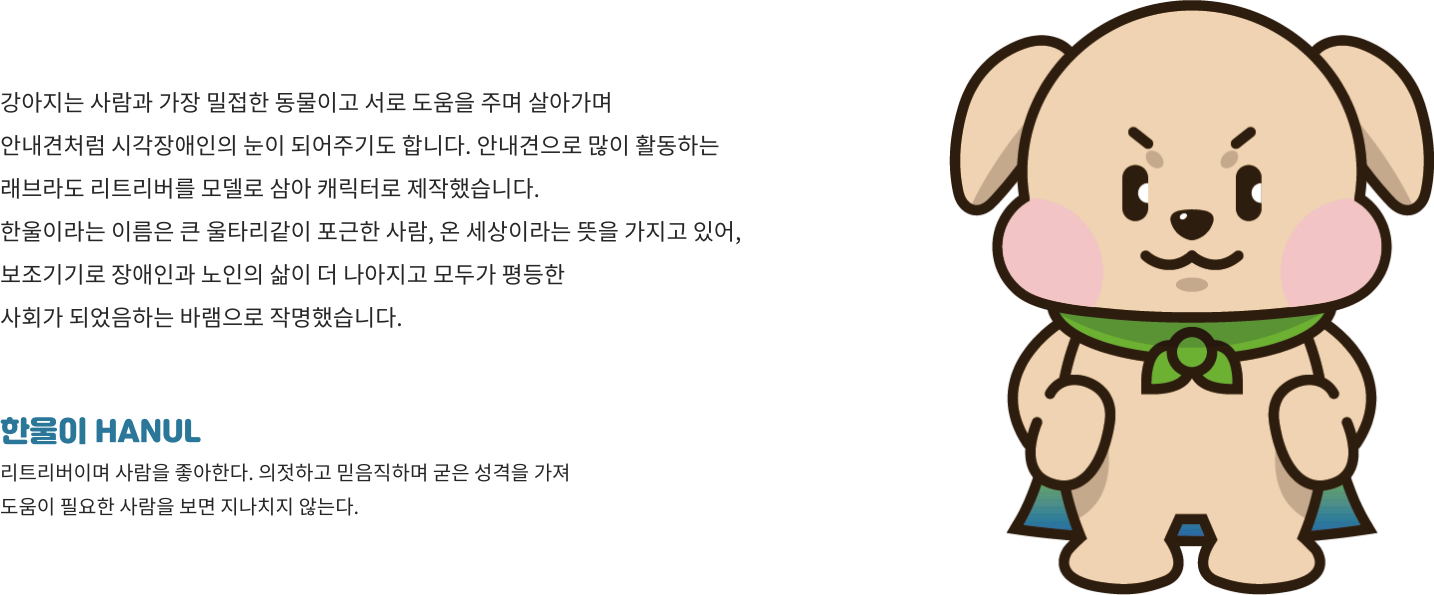 강아지는 사람과 가장 밀접한 동물이고 서로 도움을 주며 살아가며
안내견처럼 시각장애인의 눈이 되어주기도 합니다. 안내견으로 많이 활동하는
래브라도 리트리버를 모델로 삼아 캐릭터로 제작했습니다.
한울이라는 이름은 큰 울타리같이 포근한 사람, 온 세상이라는 뜻을 가지고 있어,
보조기기로 장애인과 노인의 삶이 더 나아지고 모두가 평등한
사회가 되었음하는 바램으로 작명했습니다.
한울이 HANUL
리트리버이며 사람을 좋아한다. 의젓하고 믿음직하며 굳은 성격을 가져
도움이 필요한 사람을 보면 지나치지 않는다.